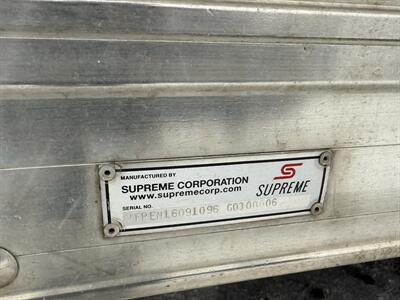 MANUFACTURED BY
SUPREME CORPORATION
www.supremecorp.com
SUPREME
SERIAL NO.